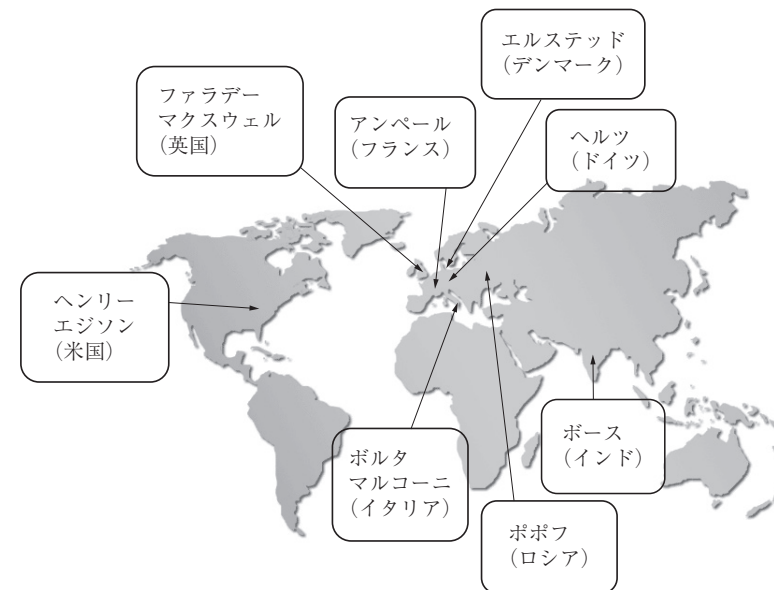 エルステッド
（デンマーク）
ファラデー
マクスウェル
（英国）
アンペール
（フランス）
ヘルツ
（ドイツ）
ヘンリー
エジソン
（米国）
ボルタ
マルコーニ
（イタリア）
ボース
（インド）
ポポフ
（ロシア）